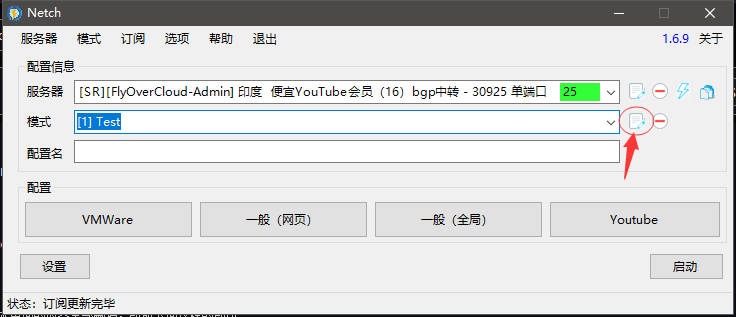 Netch
服务器 模式 订阅 选项 帮助 退出 1.6.9 关于
配置信息
服务器 [SR][FlyOverCloud-Admin] 印度 便宜YouTube会员（16）bgp中转 - 30925 单端口 25
模式 [1] Test
配置名
配置
VMWare 一般（网页） 一般（全局） Youtube
设置 启动
状态：订阅更新完毕